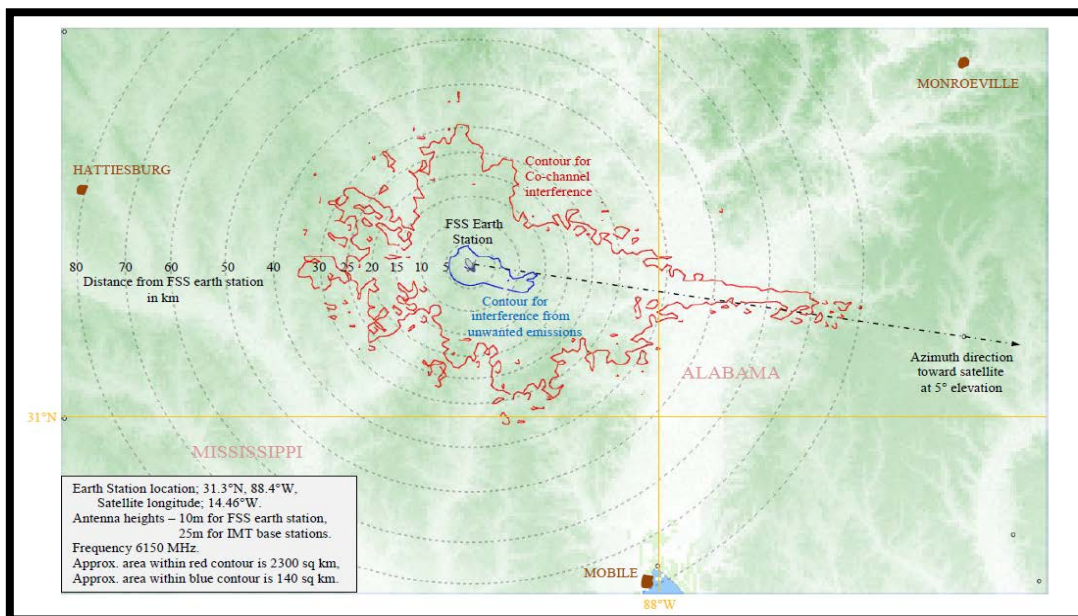 MONROEVILLE
HATTIESBURG
Contour for
Co-channel
interference
FSS Earth
Station
80 70 60 50 40 30 25 20 15 10 5
Distance from FSS earth station
in km
Contour for
interference from
unwanted emissions
Azimuth direction
toward satellite
at 5° elevation
ALABAMA
31°N
MISSISSIPPI
Earth Station location; 31.3°N, 88.4°W,
Satellite longitude; 14.46°W.
Antenna heights – 10m for FSS earth station,
25m for IMT base stations.
Frequency 6150 MHz.
Approx. area within red contour is 2300 sq km,
Approx. area within blue contour is 140 sq km.
MOBILE
88°W